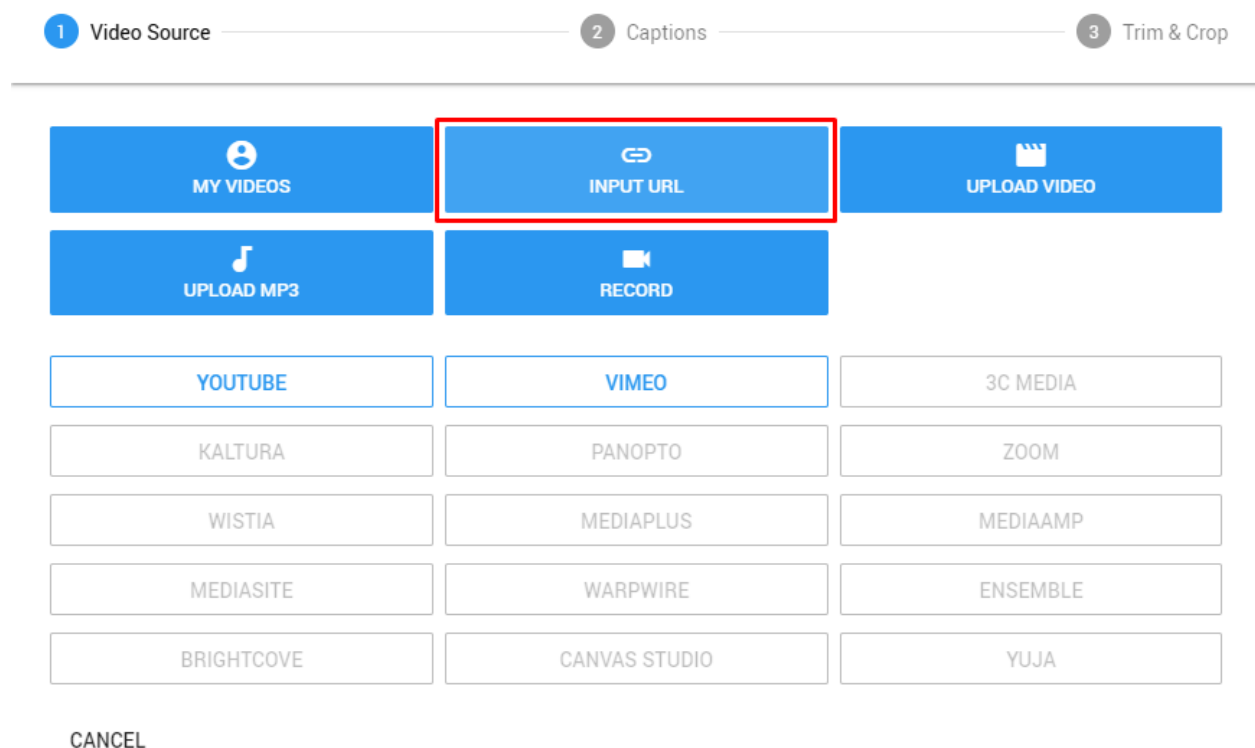 1 Video Source 2 Captions 3 Trim & Crop
MY VIDEOS INPUT URL UPLOAD VIDEO
UPLOAD MP3 RECORD
YOUTUBE VIMEO 3C MEDIA
KALTURA PANOPTO ZOOM
WISTIA MEDIAPLUS MEDIAAMP
MEDIASITE WARPWIRE ENSEMBLE
BRIGHTCOVE CANVAS STUDIO YUJA
CANCEL